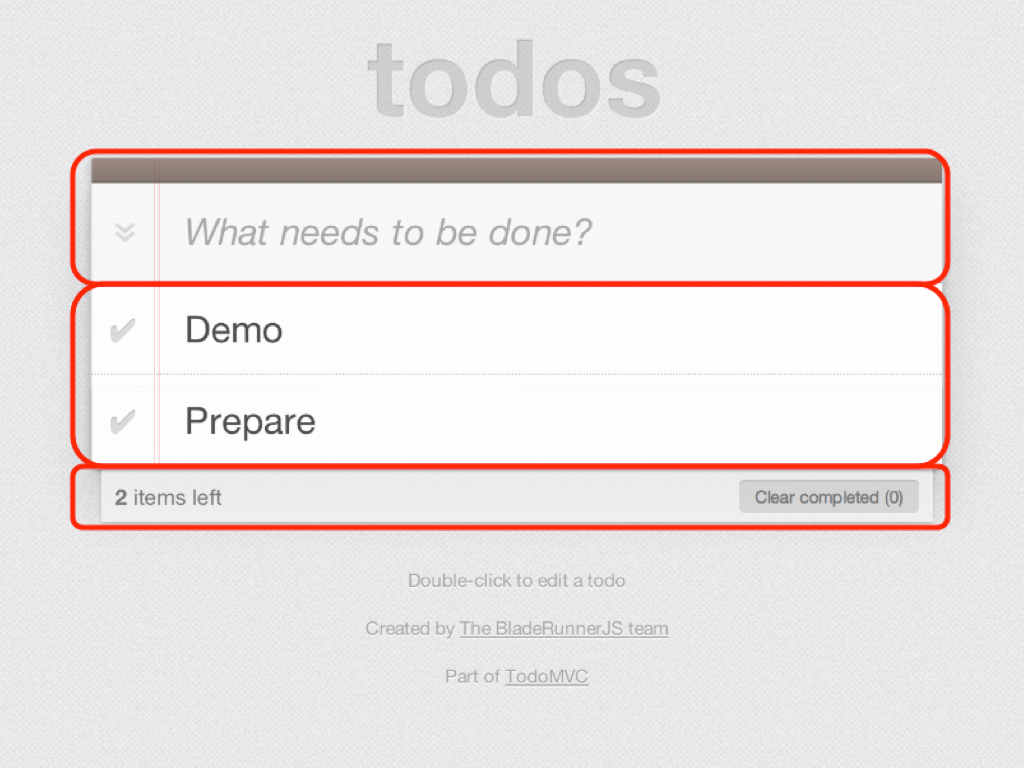 todos
What needs to be done?
Demo
Prepare
2 items left
Clear completed (0)
Double-click to edit a todo
Created by The BladeRunnerJS team
Part of TodoMVC